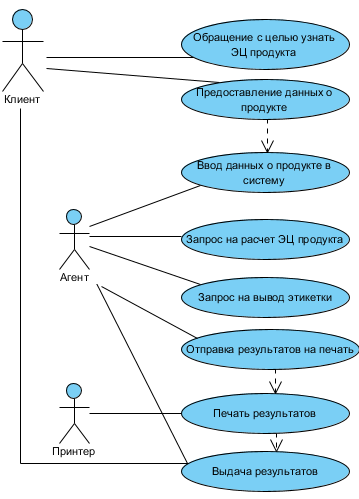 Обращение с целью узнать
ЭЦ продукта
Клиент
Предоставление данных о
продукте
Ввод данных о продукте в
систему
Запрос на расчет ЭЦ продукта
Агент
Запрос на вывод этикетки
Отправка результатов на печать
Печать результатов
Принтер
Выдача результатов